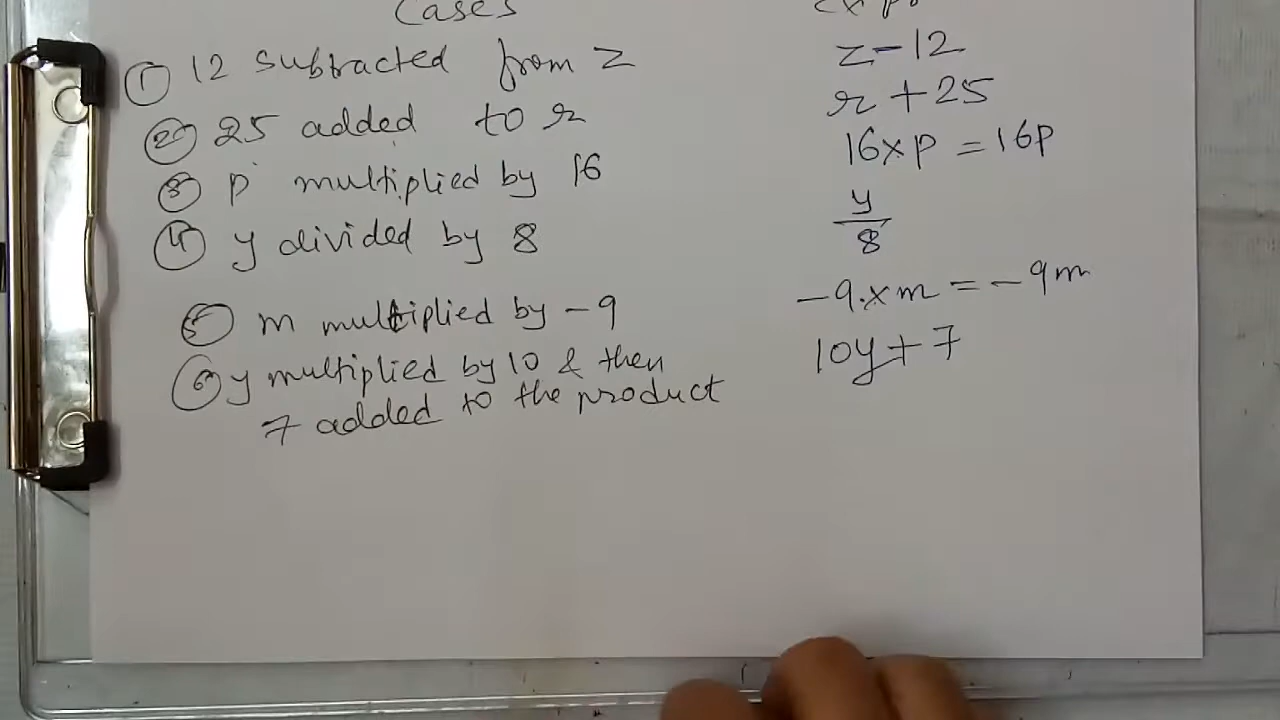 Cases
① 12 subtracted from z z-12
② 25 added to r r+25
③ p multiplied by 16 16×p = 16p
④ y divided by 8 y/8
⑤ m multiplied by -9 -9×m = -9m
⑥ y multiplied by 10 & then 10y+7
7 added to the product